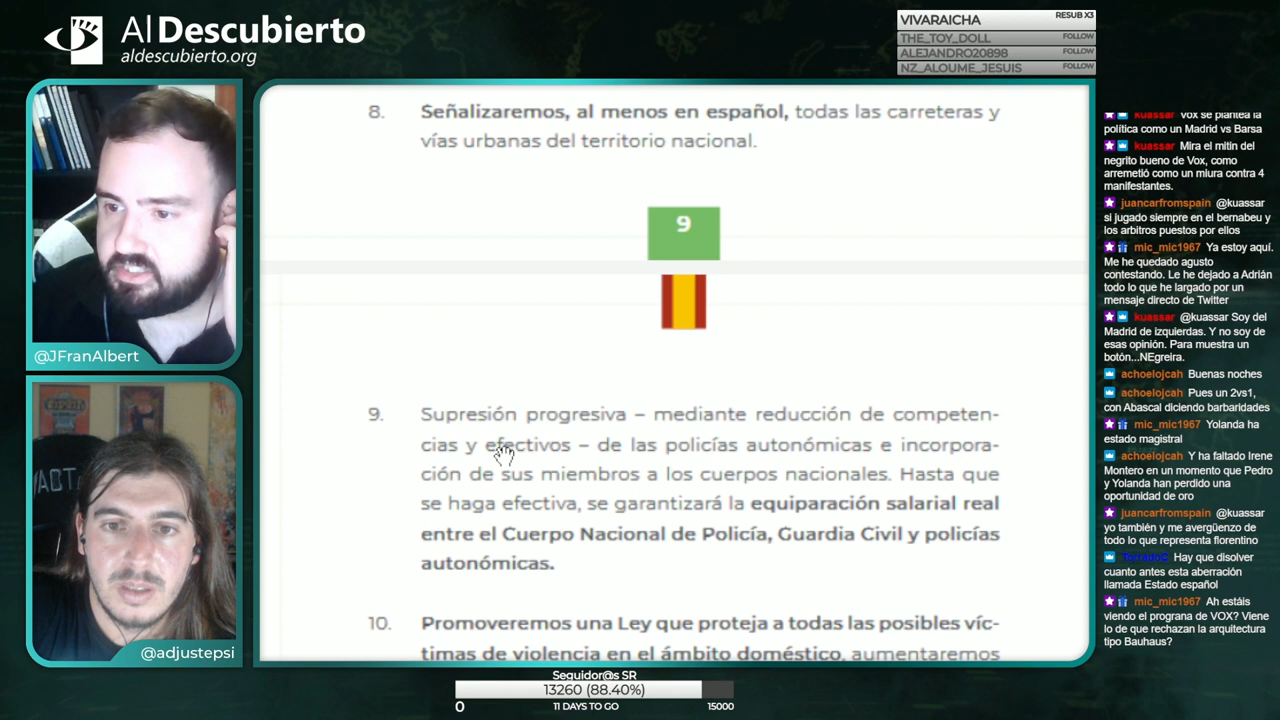 Al Descubierto
aldescubierto.org
VIVARAICHA RESUB X3
THE_TOY_DOLL FOLLOW
ALEJANDRO20898 FOLLOW
NZ_ALOUME_JESUIS FOLLOW
@JFranAlbert
@adjustepsi
8. Señalizaremos, al menos en español, todas las carreteras y
vías urbanas del territorio nacional.
9
9. Supresión progresiva – mediante reducción de competen-
cias y efectivos – de las policías autonómicas e incorpora-
ción de sus miembros a los cuerpos nacionales. Hasta que
se haga efectiva, se garantizará la equiparación salarial real
entre el Cuerpo Nacional de Policía, Guardia Civil y policías
autonómicas.
10. Promoveremos una Ley que proteja a todas las posibles víc-
timas de violencia en el ámbito doméstico, aumentaremos
kuassar Vox se plantea la
política como un Madrid vs Barsa
kuassar Mira el mitin del
negrito bueno de Vox, como
arremetió como un miura contra 4
manifestantes.
juancarfromspain @kuassar
si jugado siempre en el bernabeu y
los arbitros puestos por ellos
mic_mic1967 Ya estoy aquí.
Me he quedado agusto
contestando. Le he dejado a Adrián
todo lo que he largado por un
mensaje directo de Twitter
kuassar @kuassar Soy del
Madrid de izquierdas. Y no soy de
esas opinión. Para muestra un
botón...NEgreira.
achoelojcah Buenas noches
achoelojcah Pues un 2vs1,
con Abascal diciendo barbaridades
mic_mic1967 Yolanda ha
estado magistral
achoelojcah Y ha faltado Irene
Montero en un momento que Pedro
y Yolanda han perdido una
oportunidad de oro
juancarfromspain @kuassar
yo también y me avergüenzo de
todo lo que representa florentino
Hay que disolver
cuanto antes esta aberración
llamada Estado español
mic_mic1967 Ah estáis
viendo el programa de VOX? Viene
lo de que rechazan la arquitectura
tipo Bauhaus?
Seguidor@s SR
13260 (88.40%)
0 11 DAYS TO GO 15000